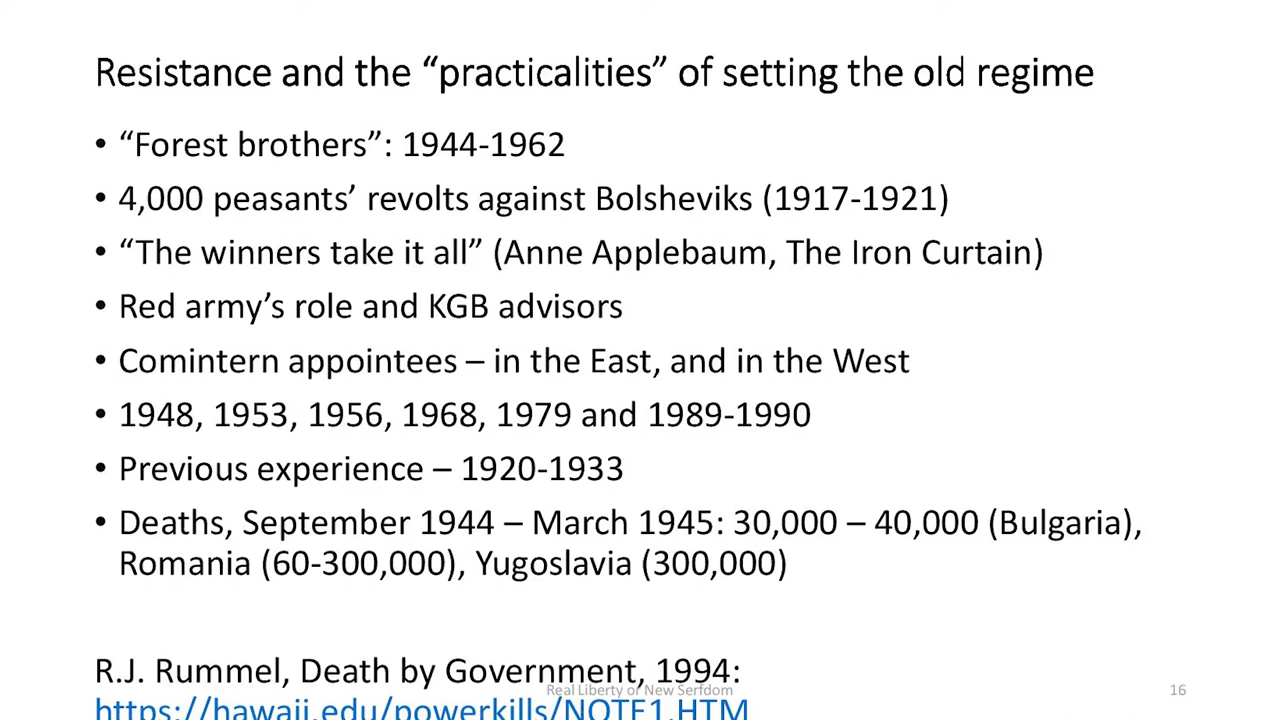 Resistance and the “practicalities” of setting the old regime
• “Forest brothers”: 1944-1962
• 4,000 peasants’ revolts against Bolsheviks (1917-1921)
• “The winners take it all” (Anne Applebaum, The Iron Curtain)
• Red army’s role and KGB advisors
• Comintern appointees – in the East, and in the West
• 1948, 1953, 1956, 1968, 1979 and 1989-1990
• Previous experience – 1920-1933
• Deaths, September 1944 – March 1945: 30,000 – 40,000 (Bulgaria),
Romania (60-300,000), Yugoslavia (300,000)
R.J. Rummel, Death by Government, 1994:
Real Liberty or New Serfdom
16
https://hawaii.edu/powerkills/NOTE1.HTM